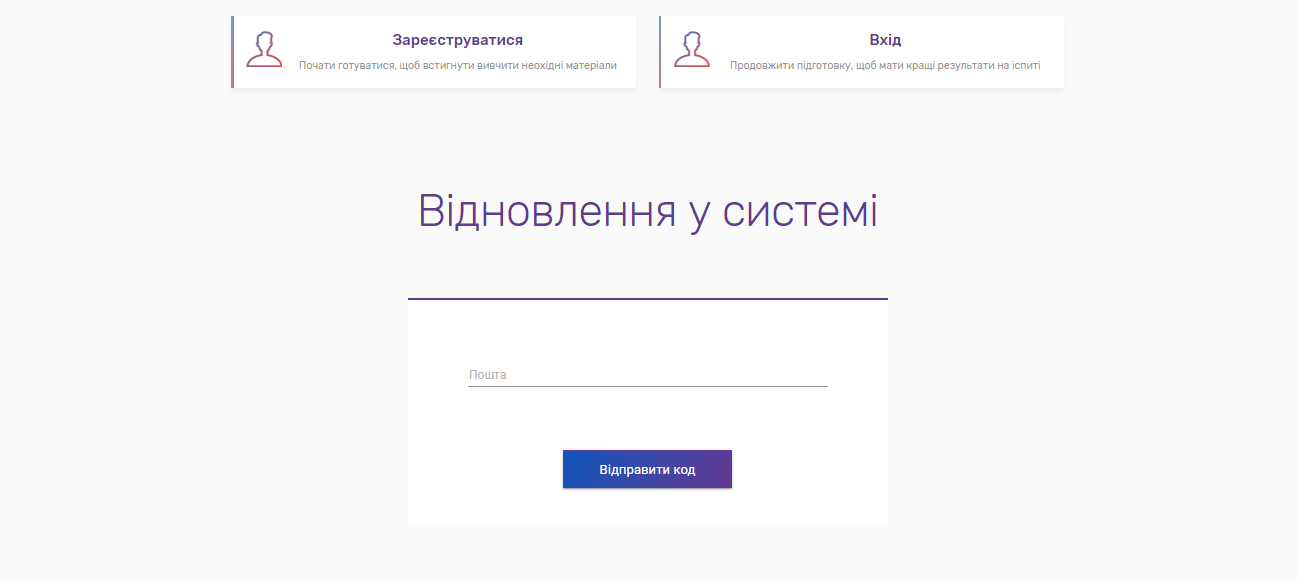 Зареєструватися
Почати готуватися, щоб встигнути вивчити неохідні матеріали
Вхід
Продовжити підготовку, щоб мати кращі результати на іспиті
Відновлення у системі
Пошта
Відправити код